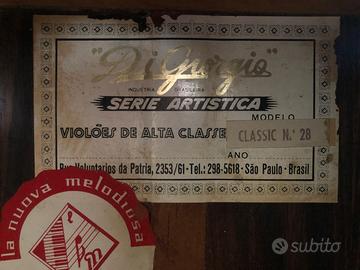 "Di Giorgio"
INDUSTRIA BRASILEIRA
SERIE ARTISTICA
MODELO
VIOLÕES DE ALTA CLASSE
CLASSIC N.º 28
ANO
Rua Voluntarios da Patria, 2353/61 - Tel.: 298-5618 - São Paulo - Brasil
la nuova melodiosa
subito